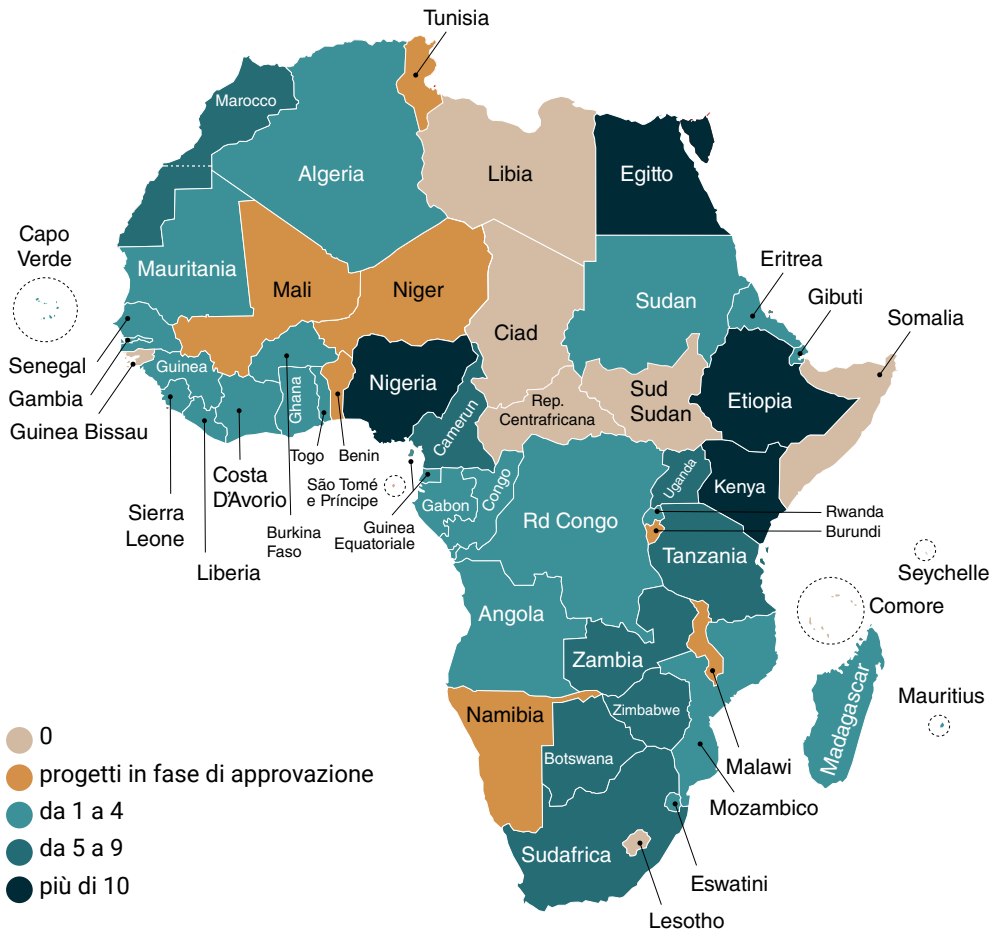 Tunisia
Marocco
Algeria
Libia
Egitto
Capo
Verde
Mauritania
Mali
Niger
Ciad
Sudan
Eritrea
Gibuti
Somalia
Senegal
Gambia
Guinea Bissau
Guinea
Sierra
Leone
Liberia
Costa
D'Avorio
Burkina
Faso
Ghana
Togo
Benin
Nigeria
Camerun
Rep.
Centrafricana
Sud
Sudan
Etiopia
São Tomé
e Príncipe
Guinea
Equatoriale
Gabon
Congo
Rd Congo
Uganda
Kenya
Rwanda
Burundi
Tanzania
Seychelle
Comore
Angola
Zambia
Malawi
Mozambico
Madagascar
Mauritius
Namibia
Zimbabwe
Botswana
Sudafrica
Eswatini
Lesotho
0
progetti in fase di approvazione
da 1 a 4
da 5 a 9
più di 10